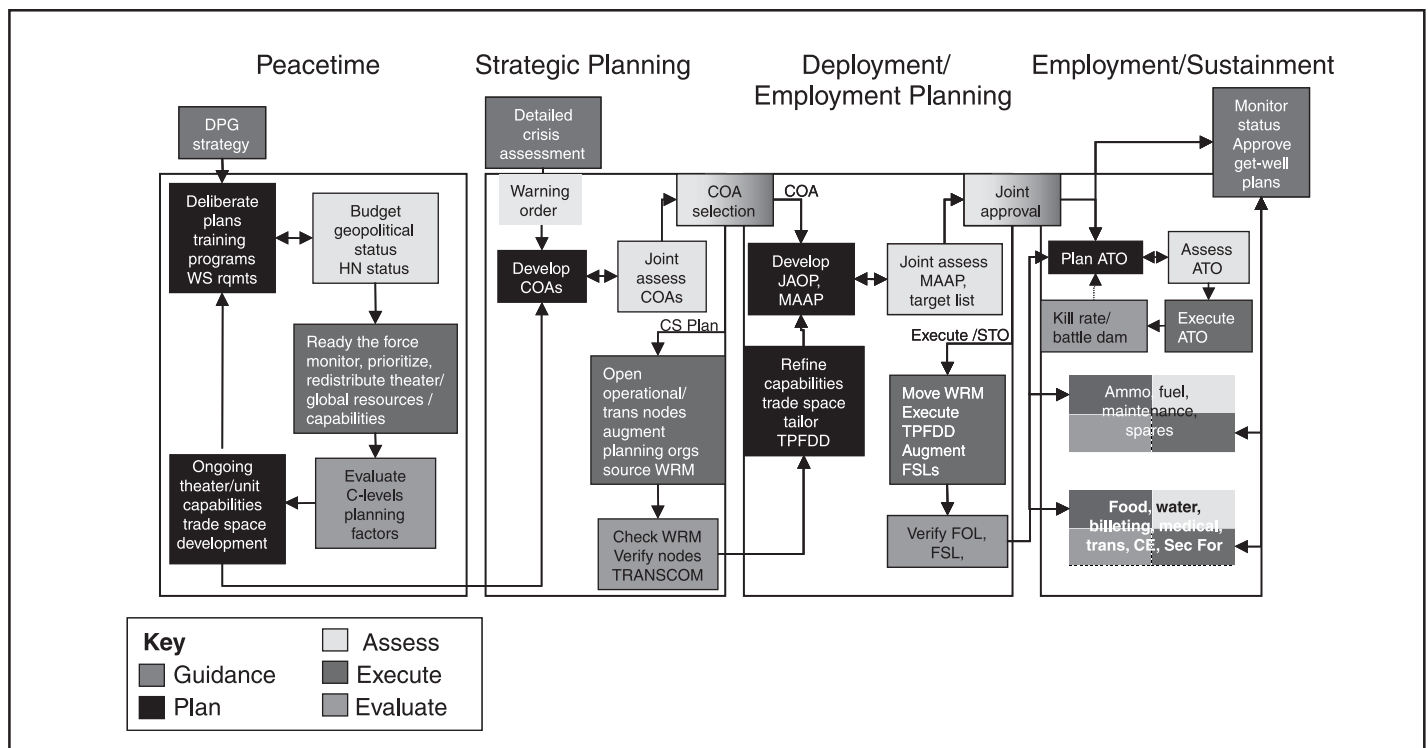 Peacetime
Strategic Planning
Deployment/
Employment Planning
Employment/Sustainment
DPG
strategy
Deliberate
plans
training
programs
WS rqmts
Budget
geopolitical
status
HN status
Ready the force
monitor, prioritize,
redistribute theater/
global resources /
capabilities
Evaluate
C-levels
planning
factors
Ongoing
theater/unit
capabilities
trade space
development
Detailed
crisis
assessment
Warning
order
Develop
COAs
Joint
assess
COAs
COA
selection
CS Plan
Open
operational/
trans nodes
augment
planning orgs
source WRM
Check WRM
Verify nodes
TRANSCOM
COA
Develop
JAOP,
MAAP
Joint assess
MAAP,
target list
Refine
capabilities
trade space
tailor
TPFDD
Joint
approval
Execute /STO
Move WRM
Execute
TPFDD
Augment
FSLs
Verify FOL,
FSL,
Monitor
status
Approve
get-well
plans
Plan ATO
Assess
ATO
Execute
ATO
Kill rate/
battle dam
Ammo, fuel,
maintenance,
spares
Food, water,
billeting, medical,
trans, CE, Sec For
Key
Guidance
Plan
Assess
Execute
Evaluate